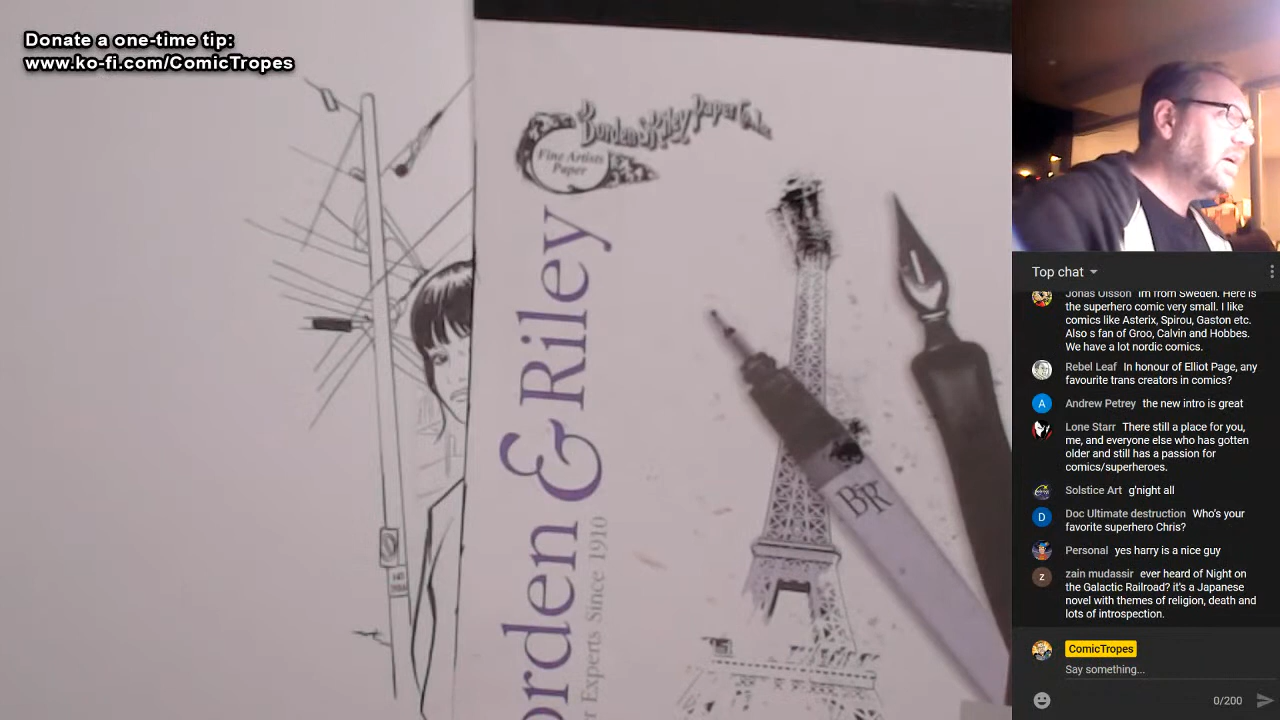 Donate a one-time tip:
www.ko-fi.com/ComicTropes
Borden & Riley Paper
Fine Artists
Paper
orden & Riley
r Experts Since 1910
BR
Top chat
Jonas Olsson Im from Sweden. Here is
the superhero comic very small. I like
comics like Asterix, Spirou, Gaston etc.
Also s fan of Groo, Calvin and Hobbes.
We have a lot nordic comics.
Rebel Leaf In honour of Elliot Page, any
favourite trans creators in comics?
A
Andrew Petrey the new intro is great
Lone Starr There still a place for you,
me, and everyone else who has gotten
older and still has a passion for
comics/superheroes.
Solstice Art g'night all
D
Doc Ultimate destruction Who's your
favorite superhero Chris?
Personal yes harry is a nice guy
z
zain mudassir ever heard of Night on
the Galactic Railroad? it's a Japanese
novel with themes of religion, death and
lots of introspection.
ComicTropes
Say something...
0/200